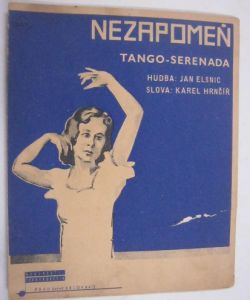 NEZAPOMEŇ
TANGO-SERENADA
HUDBA: JAN ELSNIC
SLOVA: KAREL HRNČÍŘ